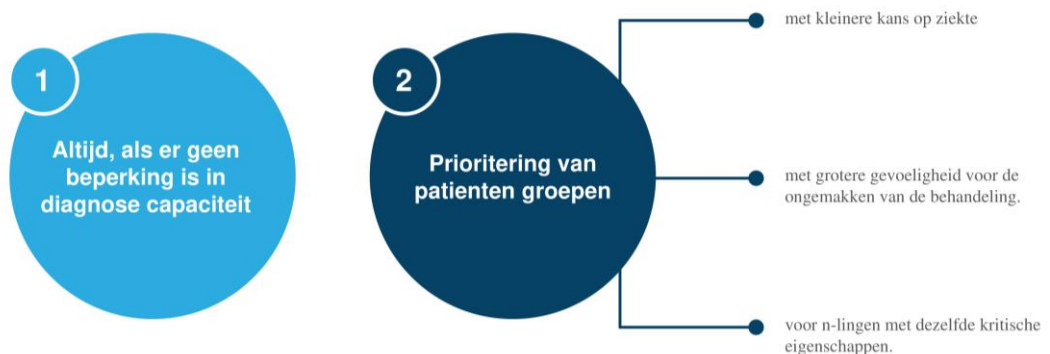 1
Altijd, als er geen
beperking is in
diagnose capaciteit
2
Prioritering van
patienten groepen
met kleinere kans op ziekte
met grotere gevoeligheid voor de
ongemakken van de behandeling.
voor n-lingen met dezelfde kritische
eigenschappen.